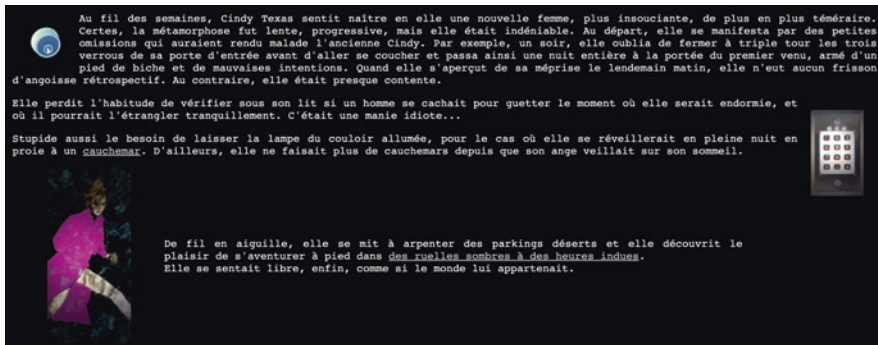 Au fil des semaines, Cindy Texas sentit naître en elle une nouvelle femme, plus insouciante, de plus en plus téméraire.
Certes, la métamorphose fut lente, progressive, mais elle était indéniable. Au départ, elle se manifesta par des petites
omissions qui auraient rendu malade l'ancienne Cindy. Par exemple, un soir, elle oublia de fermer à triple tour les trois
verrous de sa porte d'entrée avant d'aller se coucher et passa ainsi une nuit entière à la portée du premier venu, armé d'un
pied de biche et de mauvaises intentions. Quand elle s'aperçut de sa méprise le lendemain matin, elle n'eut aucun frisson
d'angoisse rétrospectif. Au contraire, elle était presque contente.
Elle perdit l'habitude de vérifier sous son lit si un homme se cachait pour guetter le moment où elle serait endormie, et
où il pourrait l'étrangler tranquillement. C'était une manie idiote...
Stupide aussi le besoin de laisser la lampe du couloir allumée, pour le cas où elle se réveillerait en pleine nuit en
proie à un cauchemar. D'ailleurs, elle ne faisait plus de cauchemars depuis que son ange veillait sur son sommeil.
De fil en aiguille, elle se mit à arpenter des parkings déserts et elle découvrit le
plaisir de s'aventurer à pied dans des ruelles sombres à des heures indues.
Elle se sentait libre, enfin, comme si le monde lui appartenait.